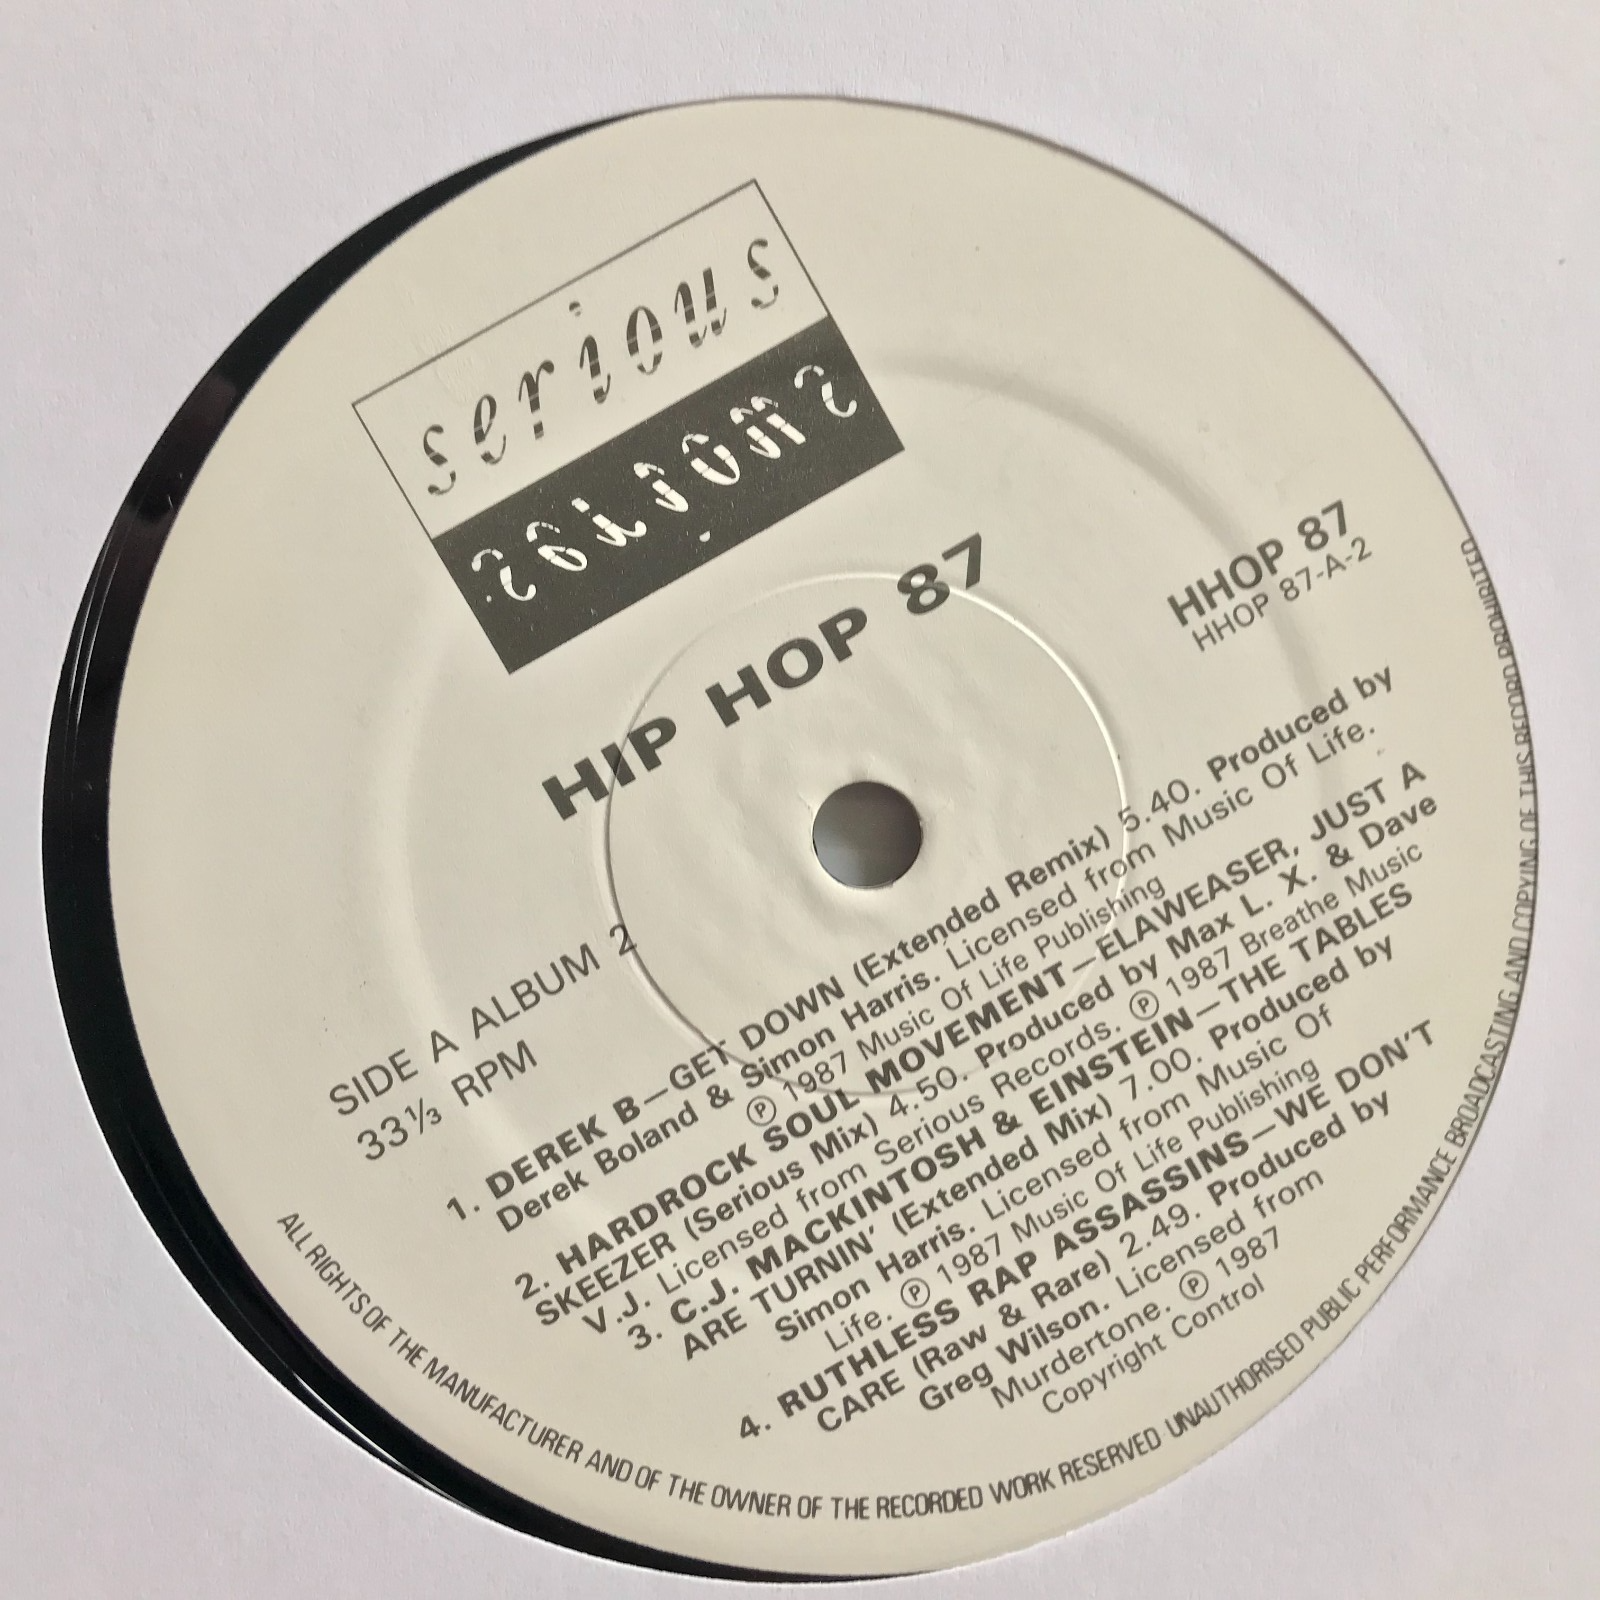 serious
serious
HIP HOP 87
HHOP 87
HHOP 87-A-2
SIDE A ALBUM 2
33⅓ RPM
1. DEREK B—GET DOWN (Extended Remix) 5.40. Produced by
Derek Boland & Simon Harris. Licensed from Music Of Life.
℗ 1987 Music Of Life Publishing
2. HARDROCK SOUL MOVEMENT—ELAWEASER, JUST A
SKEEZER (Serious Mix) 4.50. Produced by Max L. X. & Dave
V.J. Licensed from Serious Records. ℗ 1987 Breathe Music
3. C.J. MACKINTOSH & EINSTEIN—THE TABLES
ARE TURNIN' (Extended Mix) 7.00. Produced by
Simon Harris. Licensed from Music Of
Life. ℗ 1987 Music Of Life Publishing
4. RUTHLESS RAP ASSASSINS—WE DON'T
CARE (Raw & Rare) 2.49. Produced by
Greg Wilson. Licensed from
Murdertone. ℗ 1987
Copyright Control
ALL RIGHTS OF THE MANUFACTURER AND OF THE OWNER OF THE RECORDED WORK RESERVED UNAUTHORISED PUBLIC PERFORMANCE BROADCASTING AND COPYING OF THIS RECORD PROHIBITED